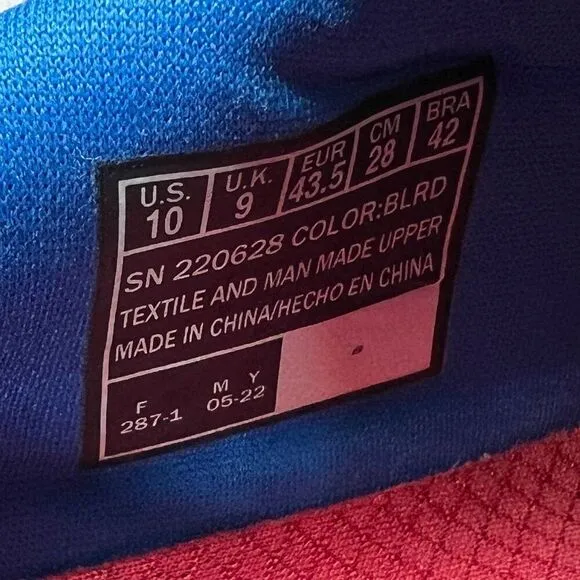 U.S. U.K. EUR CM BRA
10 9 43.5 28 42
SN 220628 COLOR:BLRD
TEXTILE AND MAN MADE UPPER
MADE IN CHINA/HECHO EN CHINA
F M Y
287-1 05-22